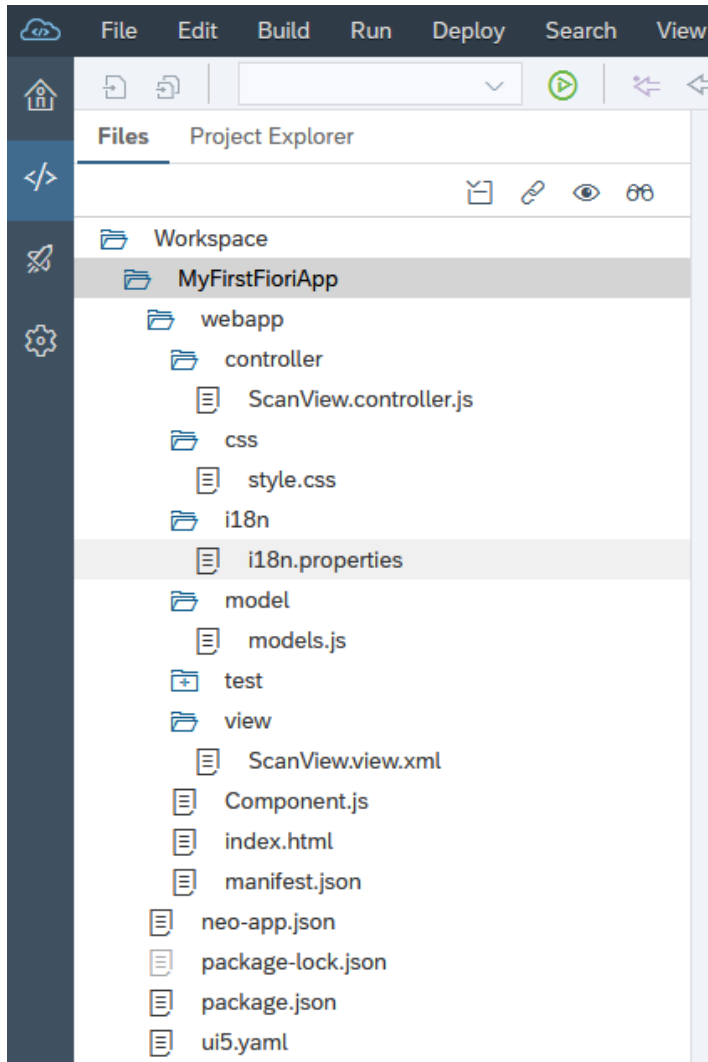 File Edit Build Run Deploy Search View
Files Project Explorer
Workspace
MyFirstFioriApp
webapp
controller
ScanView.controller.js
css
style.css
i18n
i18n.properties
model
models.js
test
view
ScanView.view.xml
Component.js
index.html
manifest.json
neo-app.json
package-lock.json
package.json
ui5.yaml